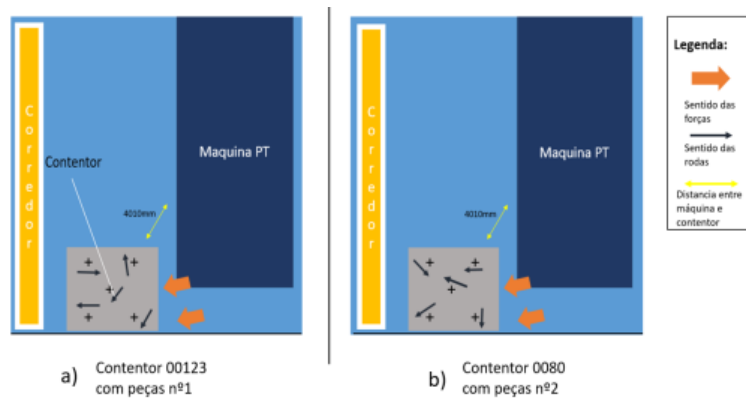 Corredor
Contentor
Maquina PT
4010mm
a) Contentor 00123
com peças nº1
Corredor
Maquina PT
4010mm
b) Contentor 0080
com peças nº2
Legenda:
Sentido das
forças
Sentido das
rodas
Distancia entre
máquina e
contentor